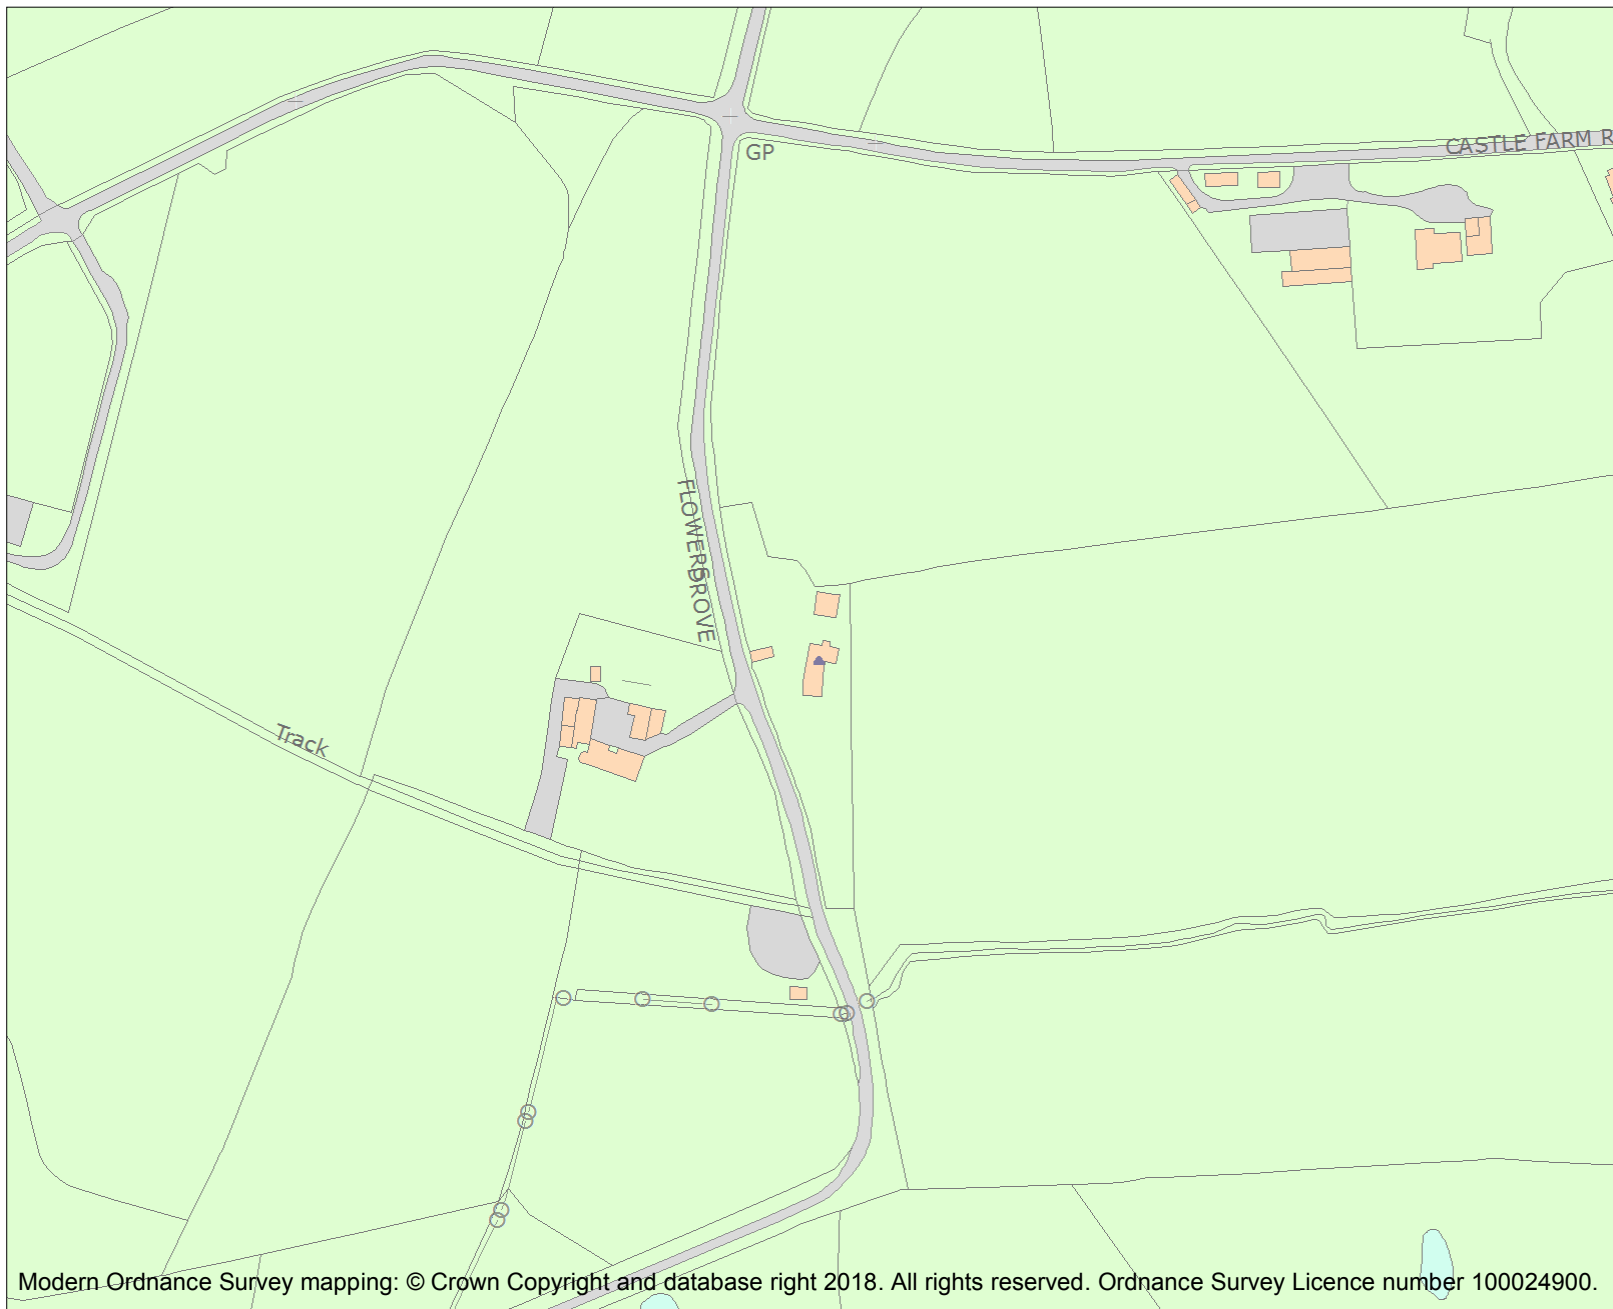 GP
CASTLE FARM R
FLOWERS DROVE
Track
Modern Ordnance Survey mapping: © Crown Copyright and database right 2018. All rights reserved. Ordnance Survey Licence number 100024900.